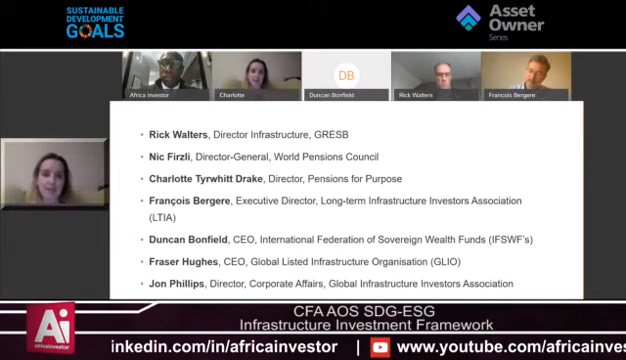 SUSTAINABLE
DEVELOPMENT
GOALS
Asset
Owner
Series
Africa Investor
Charlotte
DB
Duncan Bonfield
Rick Walters
Francois Bergere
• Rick Walters, Director Infrastructure, GRESB
• Nic Firzli, Director-General, World Pensions Council
• Charlotte Tyrwhitt Drake, Director, Pensions for Purpose
• François Bergere, Executive Director, Long-term Infrastructure Investors Association
(LTIA)
• Duncan Bonfield, CEO, International Federation of Sovereign Wealth Funds (IFSWF's)
• Fraser Hughes, CEO, Global Listed Infrastructure Organisation (GLIO)
• Jon Phillips, Director, Corporate Affairs, Global Infrastructure Investors Association
Ai
africainvestor
CFA AOS SDG-ESG
Infrastructure Investment Framework
inkedin.com/in/africainvestor | www.youtube.com/us